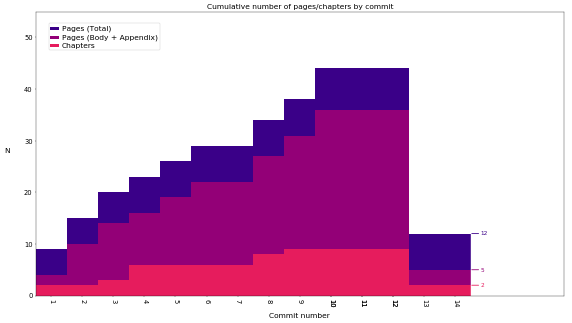 Cumulative number of pages/chapters by commit
Pages (Total)
Pages (Body + Appendix)
Chapters
N
50
40
30
20
10
0
12
5
2
1 2 3 4 5 6 7 8 9 10 11 12 13 14
Commit number